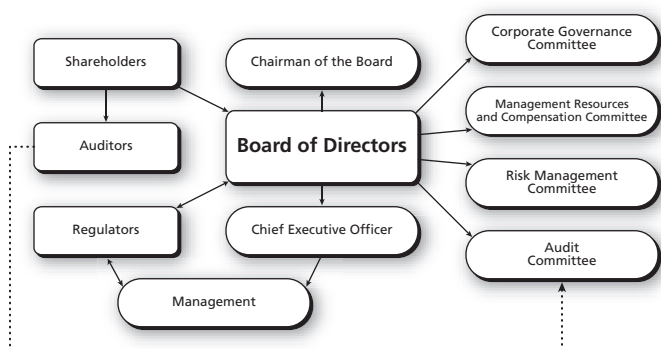 Shareholders
Chairman of the Board
Corporate Governance
Committee
Auditors
Board of Directors
Management Resources
and Compensation Committee
Risk Management
Committee
Regulators
Chief Executive Officer
Audit
Committee
Management